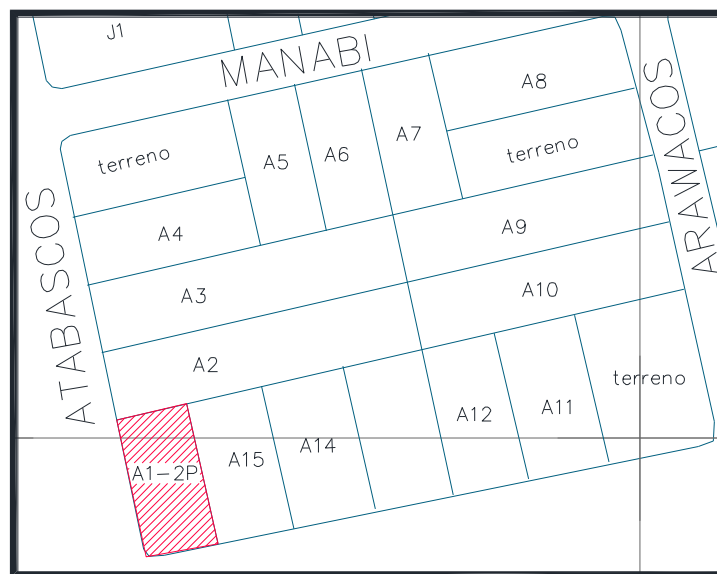 J1
MANABI
A8
ARAWACOS
terreno
A5
A6
A7
terreno
ATABASCOS
A4
A9
A3
A10
A2
terreno
A12
A11
A15
A14
A1-2P